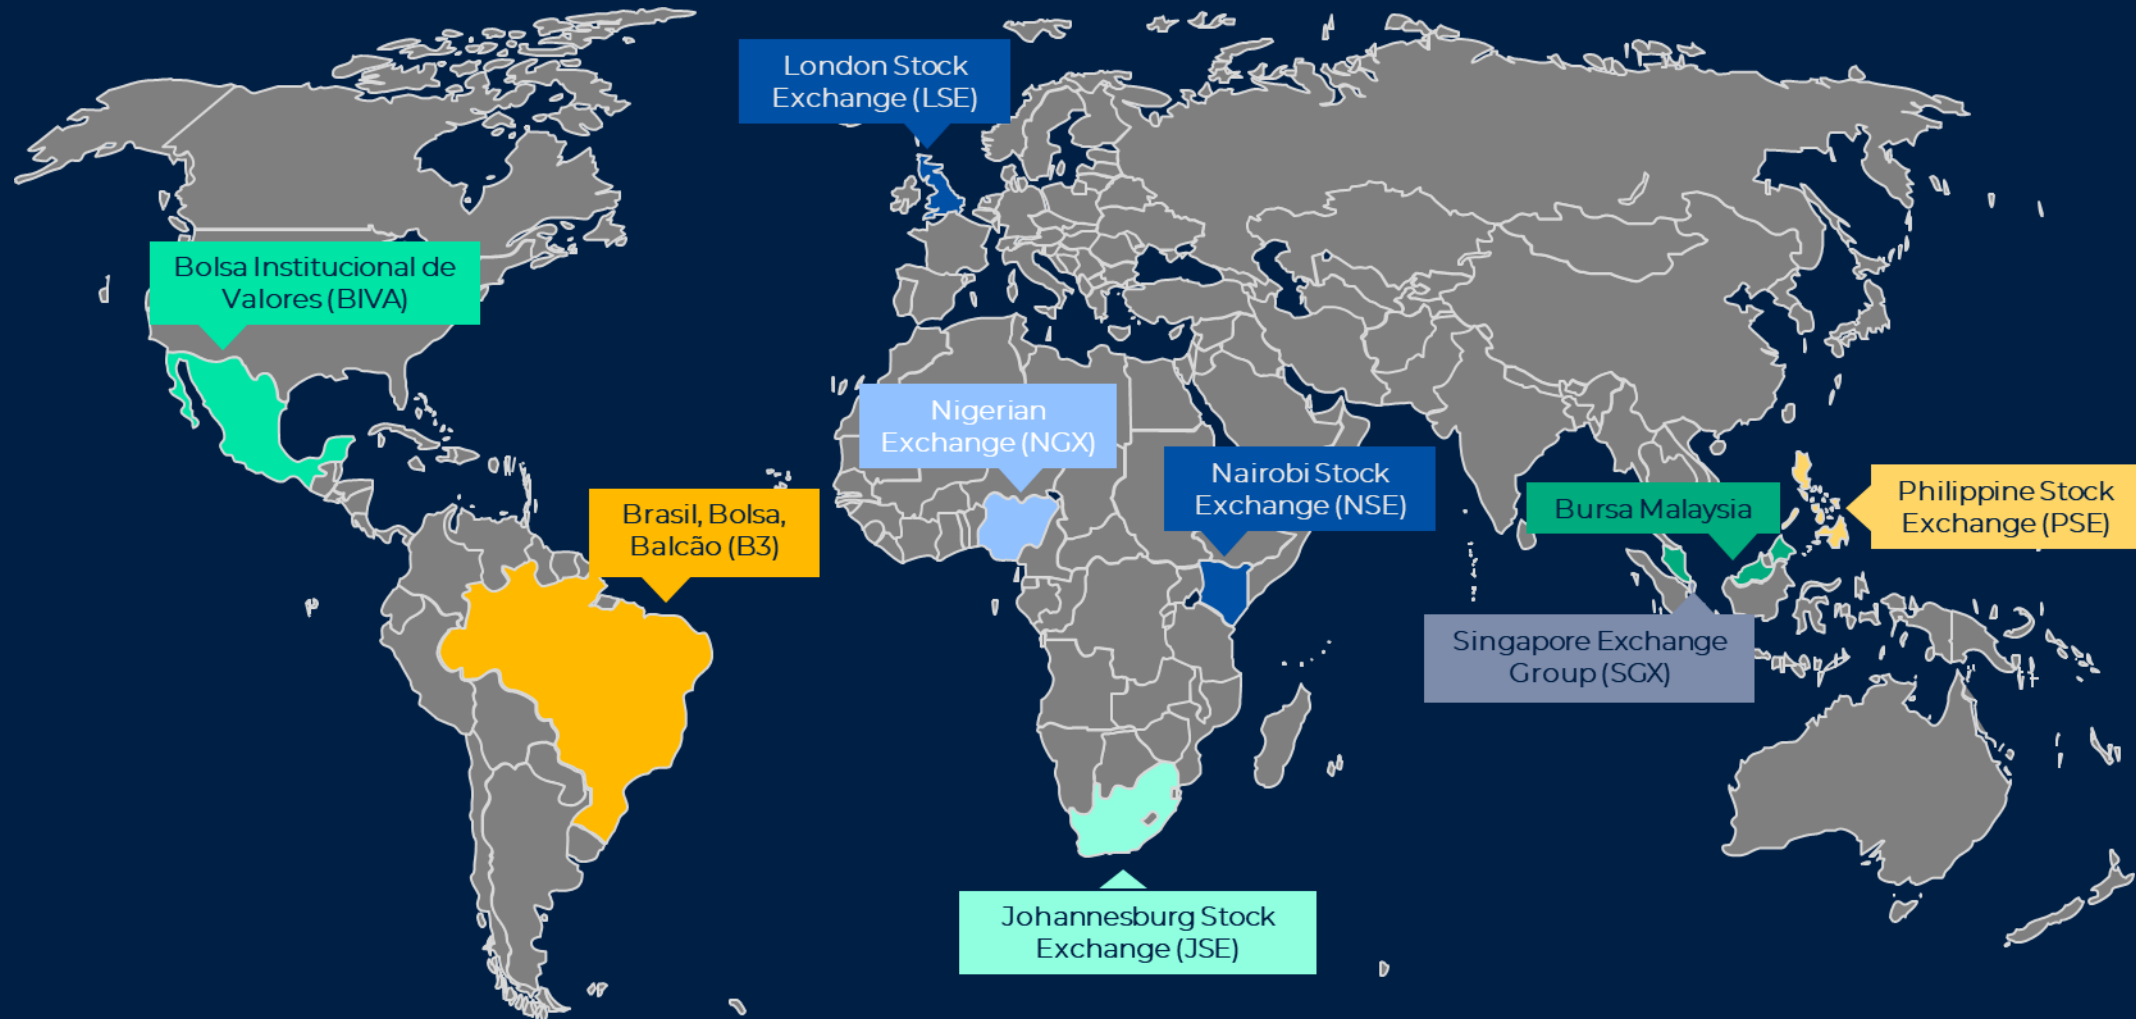 London Stock
Exchange (LSE)
Bolsa Institucional de
Valores (BIVA)
Nigerian
Exchange (NGX)
Nairobi Stock
Exchange (NSE)
Brasil, Bolsa,
Balcão (B3)
Bursa Malaysia
Philippine Stock
Exchange (PSE)
Singapore Exchange
Group (SGX)
Johannesburg Stock
Exchange (JSE)